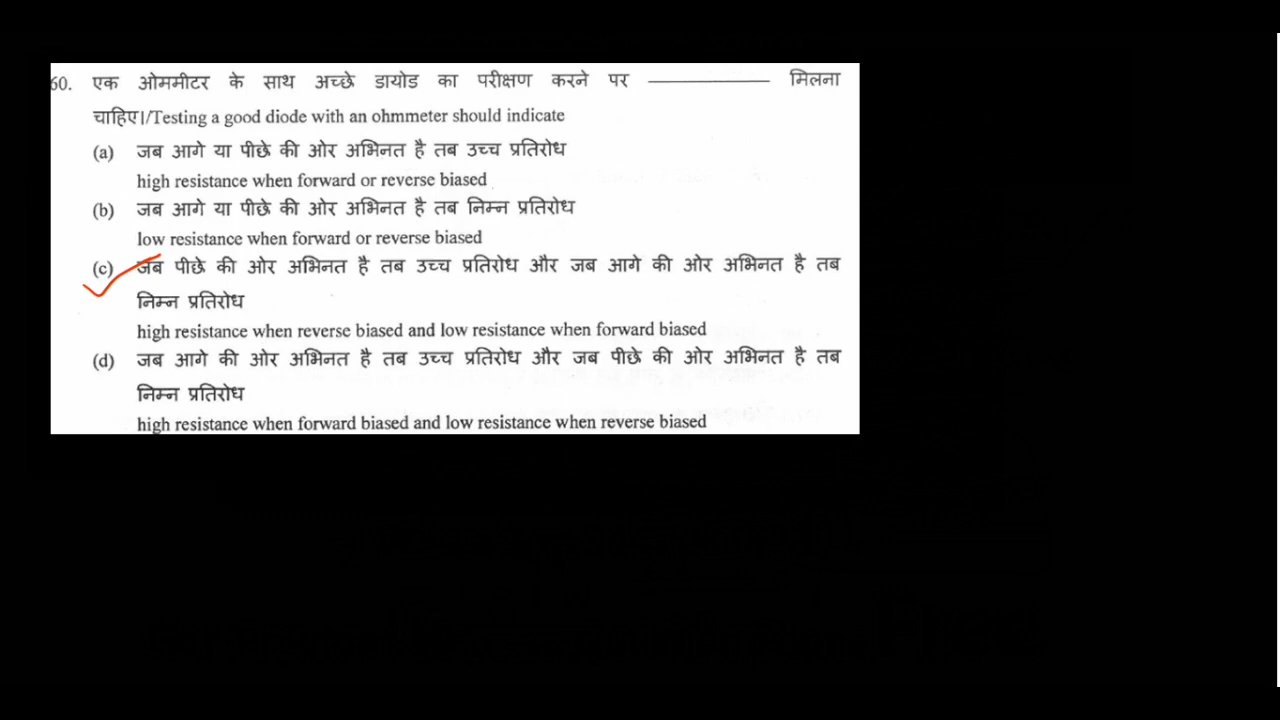 60. एक ओममीटर के साथ अच्छे डायोड का परीक्षण करने पर ———— मिलना
चाहिए।/Testing a good diode with an ohmmeter should indicate
(a) जब आगे या पीछे की ओर अभिनत है तब उच्च प्रतिरोध
high resistance when forward or reverse biased
(b) जब आगे या पीछे की ओर अभिनत है तब निम्न प्रतिरोध
low resistance when forward or reverse biased
(c) जब पीछे की ओर अभिनत है तब उच्च प्रतिरोध और जब आगे की ओर अभिनत है तब
निम्न प्रतिरोध
high resistance when reverse biased and low resistance when forward biased
(d) जब आगे की ओर अभिनत है तब उच्च प्रतिरोध और जब पीछे की ओर अभिनत है तब
निम्न प्रतिरोध
high resistance when forward biased and low resistance when reverse biased